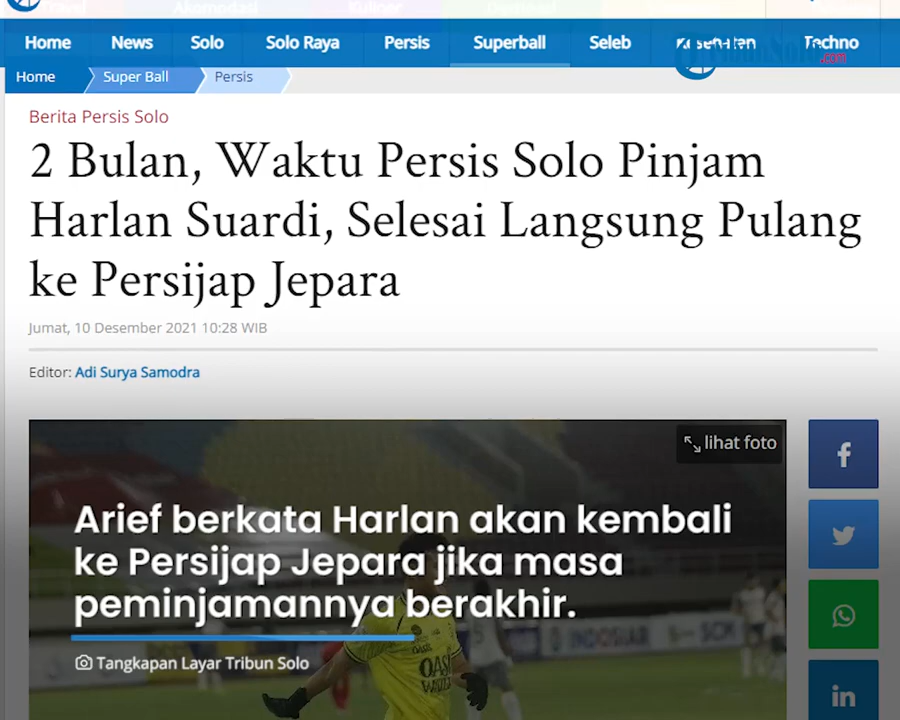 Home News Solo Solo Raya Persis Superball Seleb Techno
Home Super Ball Persis
Berita Persis Solo
2 Bulan, Waktu Persis Solo Pinjam
Harlan Suardi, Selesai Langsung Pulang
ke Persijap Jepara
Jumat, 10 Desember 2021 10:28 WIB
Editor: Adi Surya Samodra
lihat foto
Arief berkata Harlan akan kembali
ke Persijap Jepara jika masa
peminjamannya berakhir.
Tangkapan Layar Tribun Solo
INDOSIAR SCM